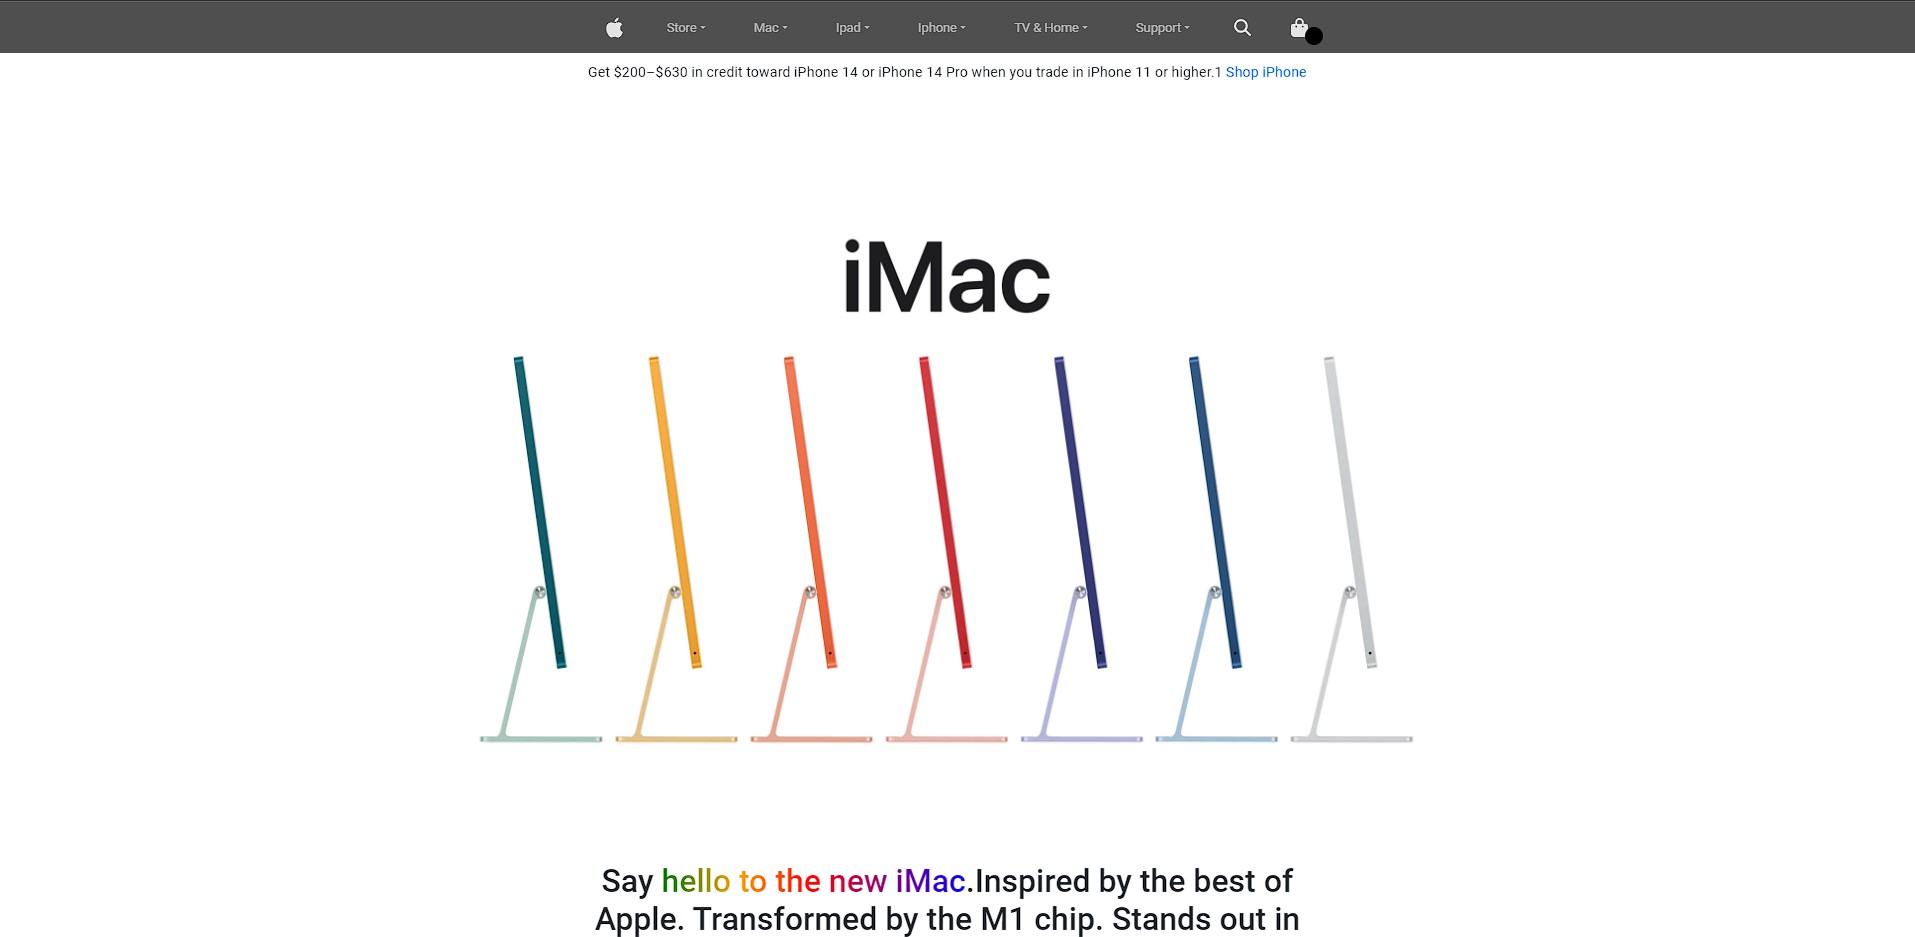 Store Mac Ipad Iphone TV & Home Support
Get $200–$630 in credit toward iPhone 14 or iPhone 14 Pro when you trade in iPhone 11 or higher.1 Shop iPhone
iMac
Say hello to the new iMac.Inspired by the best of
Apple. Transformed by the M1 chip. Stands out in